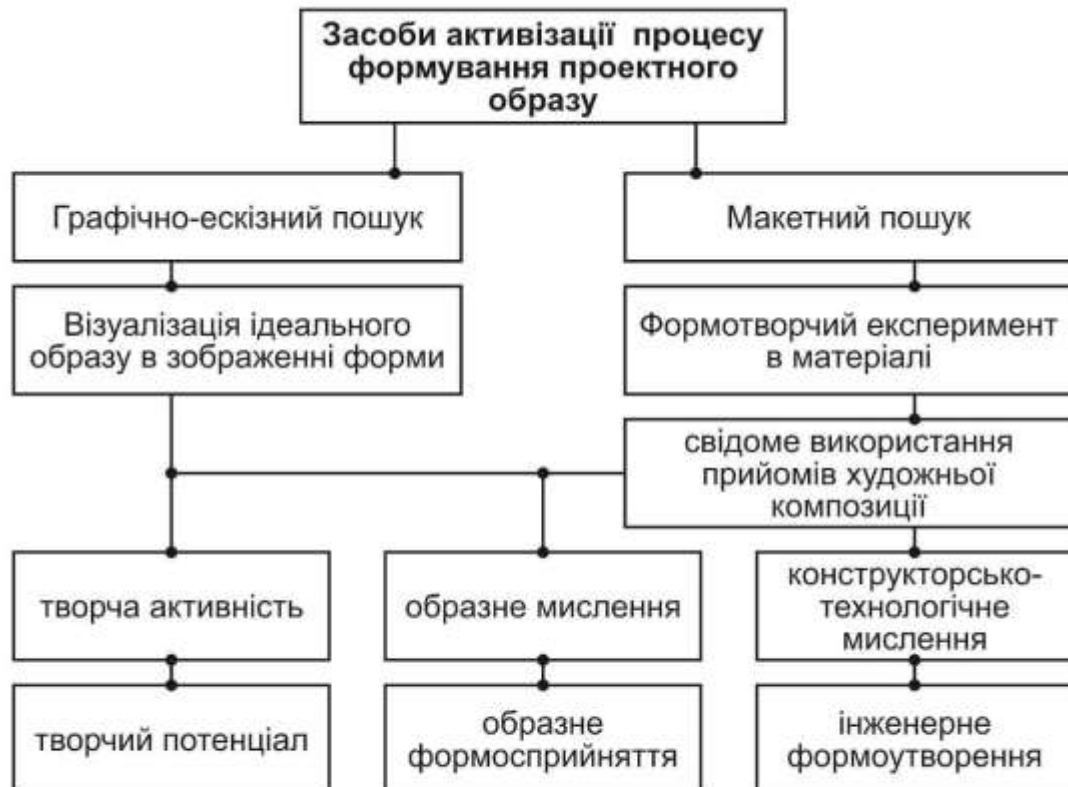 Засоби активізації процесу
формування проектного
образу
Графічно-ескізний пошук
Макетний пошук
Візуалізація ідеального
образу в зображенні форми
Формотворчий експеримент
в матеріалі
свідоме використання
прийомів художньої
композиції
творча активність
образне мислення
конструкторсько-
технологічне
мислення
творчий потенціал
образне
формосприйняття
інженерне
формоутворення